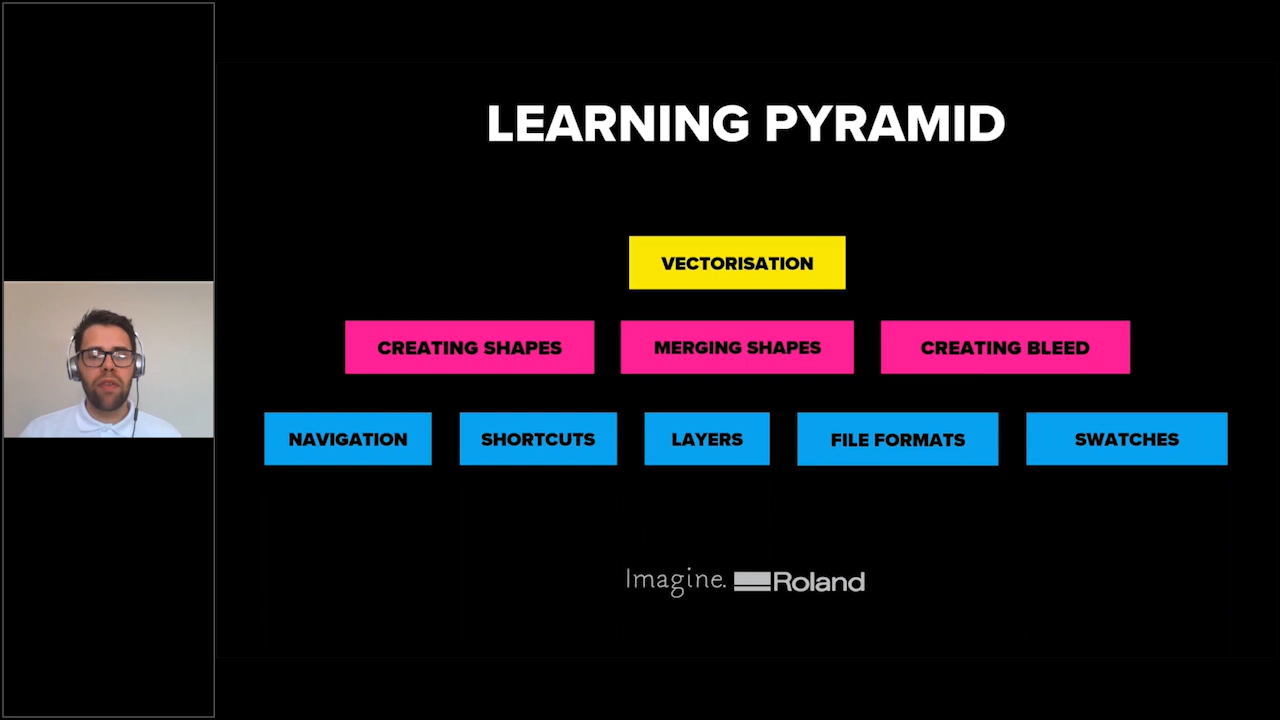 LEARNING PYRAMID
VECTORISATION
CREATING SHAPES MERGING SHAPES CREATING BLEED
NAVIGATION SHORTCUTS LAYERS FILE FORMATS SWATCHES
Imagine. Roland